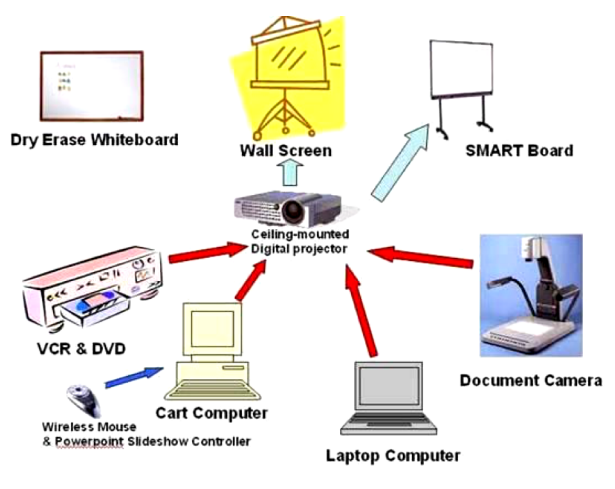 Dry Erase Whiteboard
Wall Screen
SMART Board
Ceiling-mounted
Digital projector
VCR & DVD
Document Camera
Cart Computer
Wireless Mouse
& Powerpoint Slideshow Controller
Laptop Computer